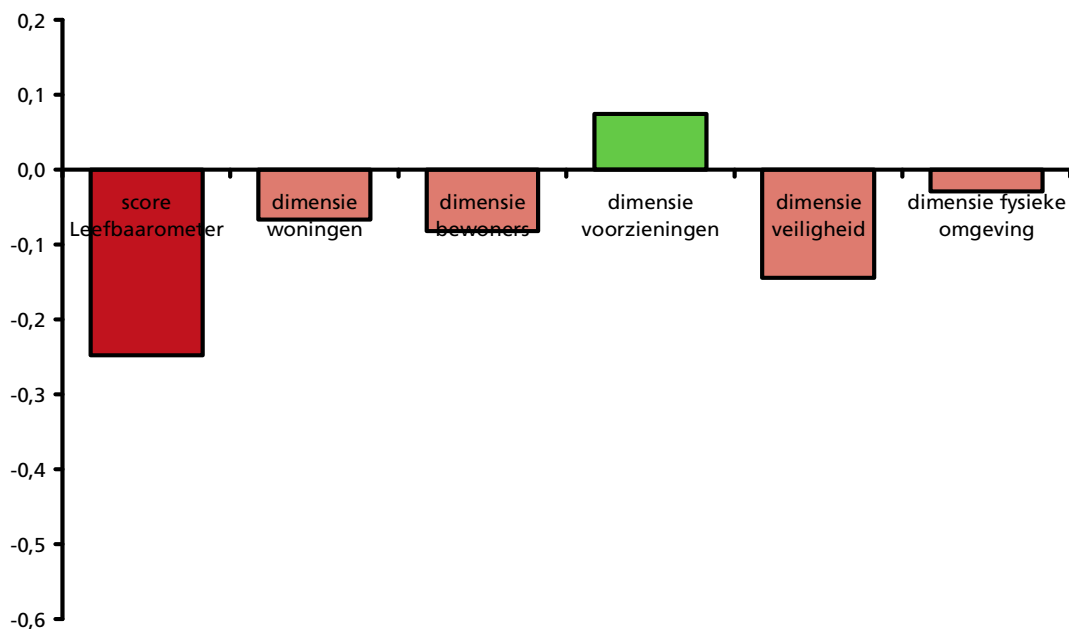 0,2
0,1
0,0
-0,1
-0,2
-0,3
-0,4
-0,5
-0,6
score
Leefbaarometer
dimensie
woningen
dimensie
bewoners
dimensie
voorzieningen
dimensie
veiligheid
dimensie fysieke
omgeving